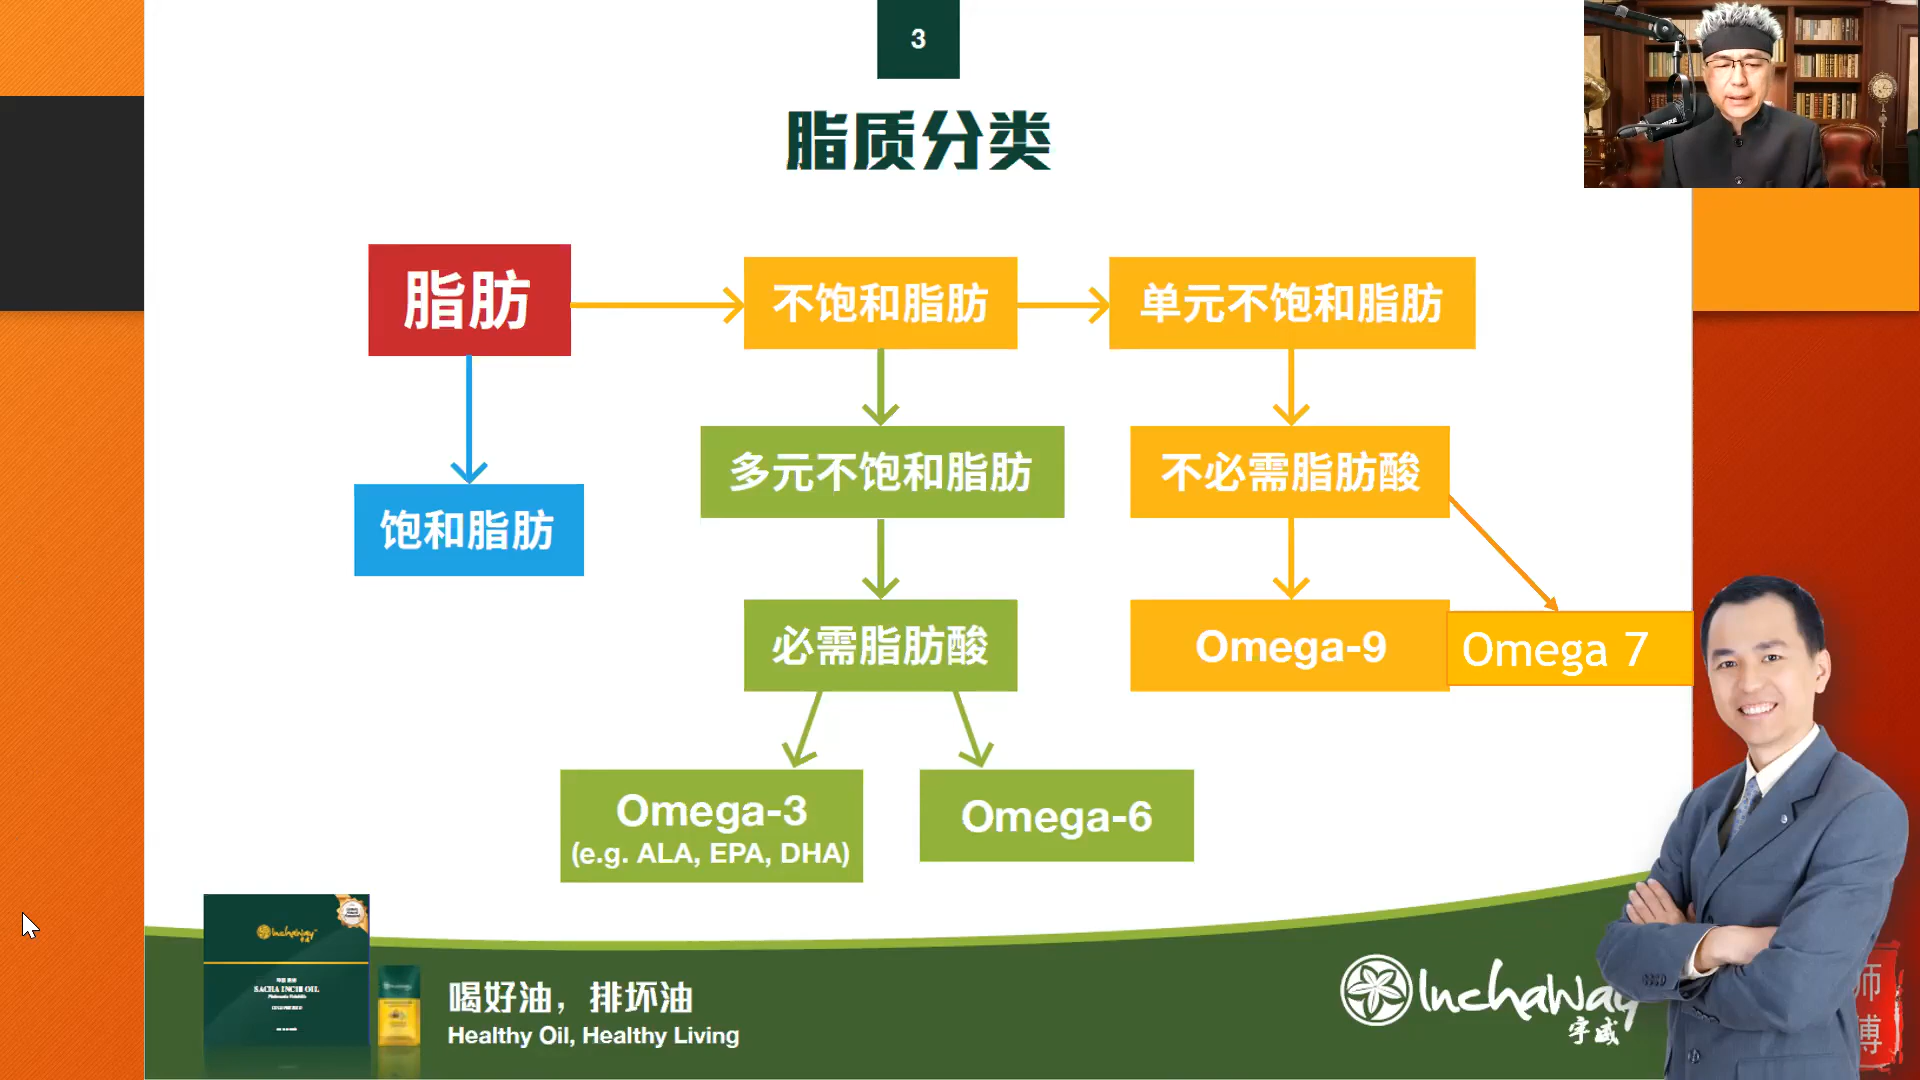 3
脂质分类
脂肪
不饱和脂肪
单元不饱和脂肪
饱和脂肪
多元不饱和脂肪
不必需脂肪酸
必需脂肪酸
Omega-9
Omega 7
Omega-3
(e.g. ALA, EPA, DHA)
Omega-6
Inchaway
SACHA INCHI OIL
喝好油，排坏油
Healthy Oil, Healthy Living
Inchaway
宇威
师
博